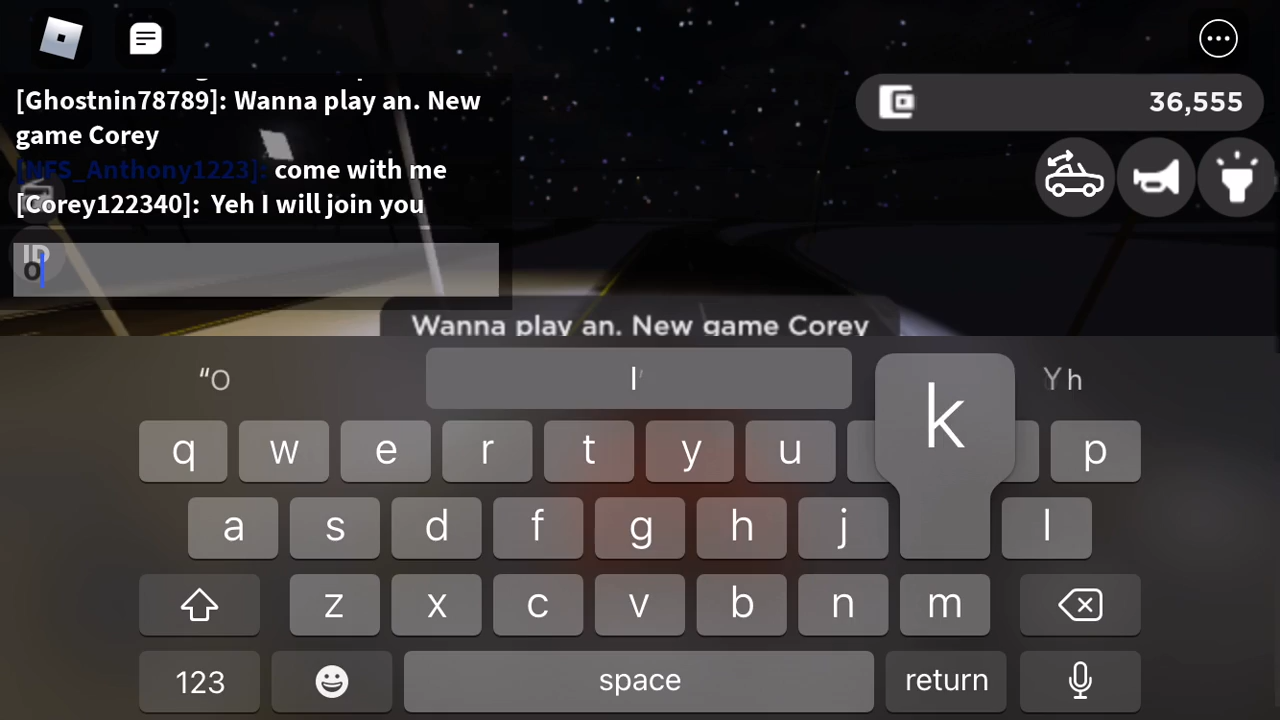 [Ghostnin78789]: Wanna play an. New
game Corey
[NFS_Anthony1223]: come with me
[Corey122340]: Yeh I will join you
36,555
ID
o
Wanna play an. New game Corey
“O
I'
Yh
k
q w e r t y u p
a s d f g h j l
z x c v b n m
123 space return